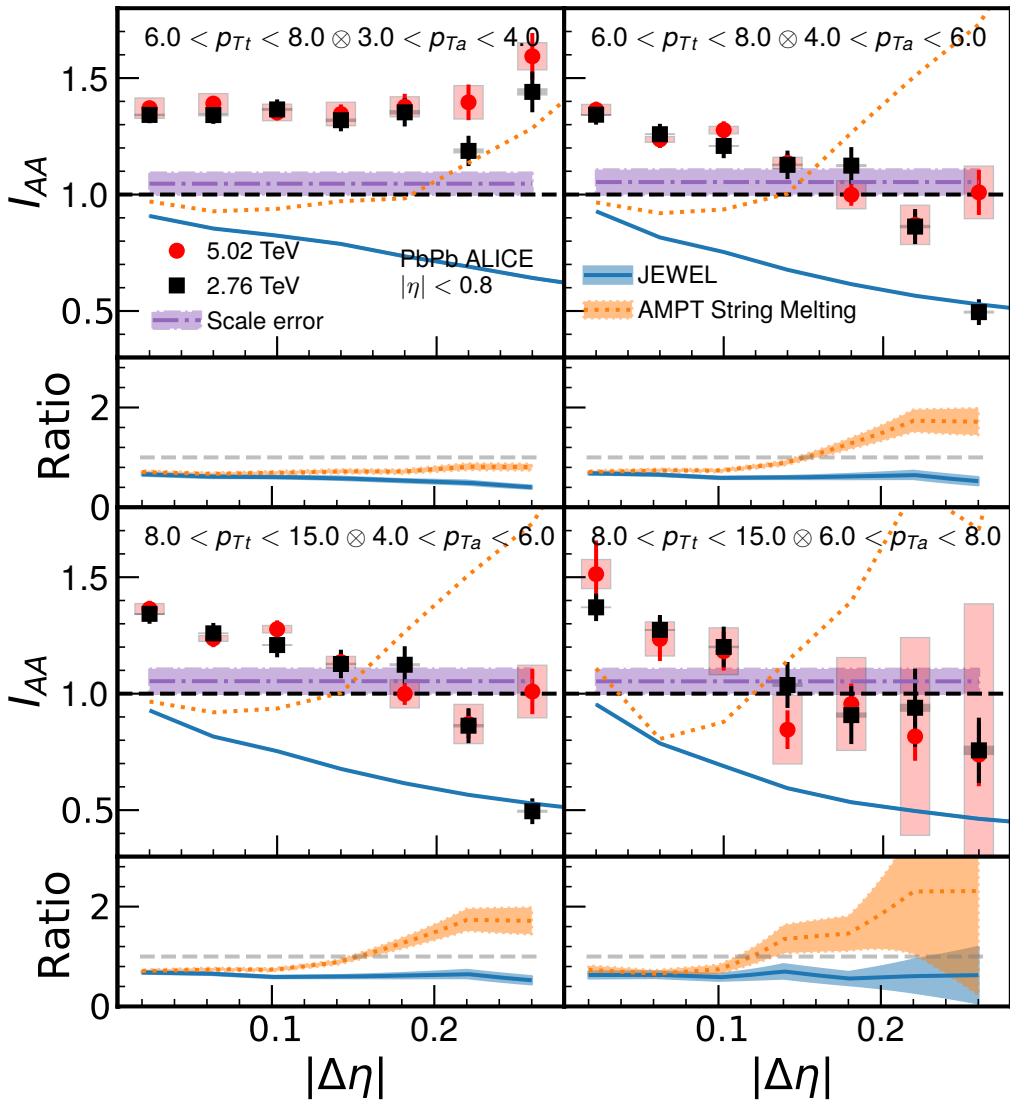 6.0 < p_Tt < 8.0 ⊗ 3.0 < p_Ta < 4.0
6.0 < p_Tt < 8.0 ⊗ 4.0 < p_Ta < 6.0
1.5
1.0
0.5
I_AA
5.02 TeV
2.76 TeV
Scale error
PbPb ALICE
|η| < 0.8
JEWEL
AMPT String Melting
2
0
Ratio
8.0 < p_Tt < 15.0 ⊗ 4.0 < p_Ta < 6.0
8.0 < p_Tt < 15.0 ⊗ 6.0 < p_Ta < 8.0
1.5
1.0
0.5
I_AA
2
0
Ratio
0.1 0.2 0.1 0.2
|Δη| |Δη|